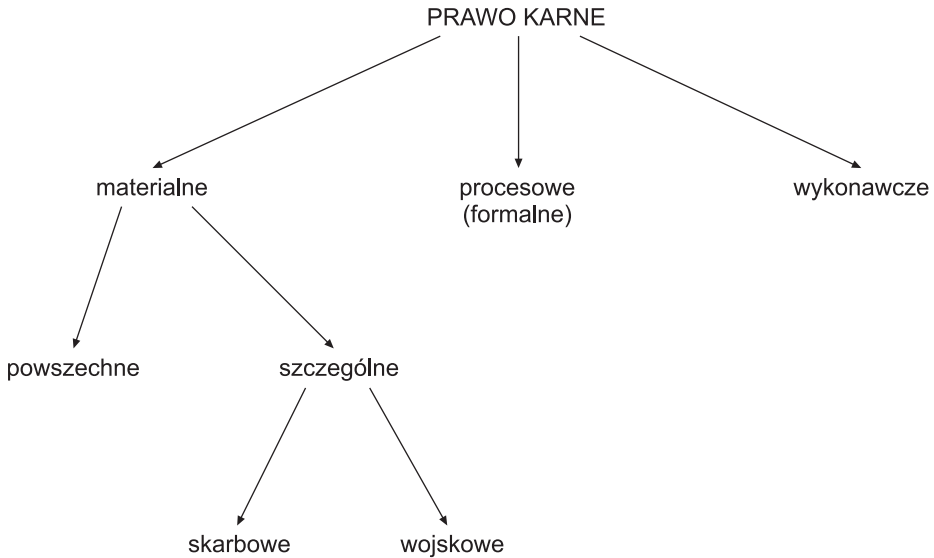 PRAWO KARNE
materialne
procesowe
(formalne)
wykonawcze
powszechne
szczególne
skarbowe
wojskowe